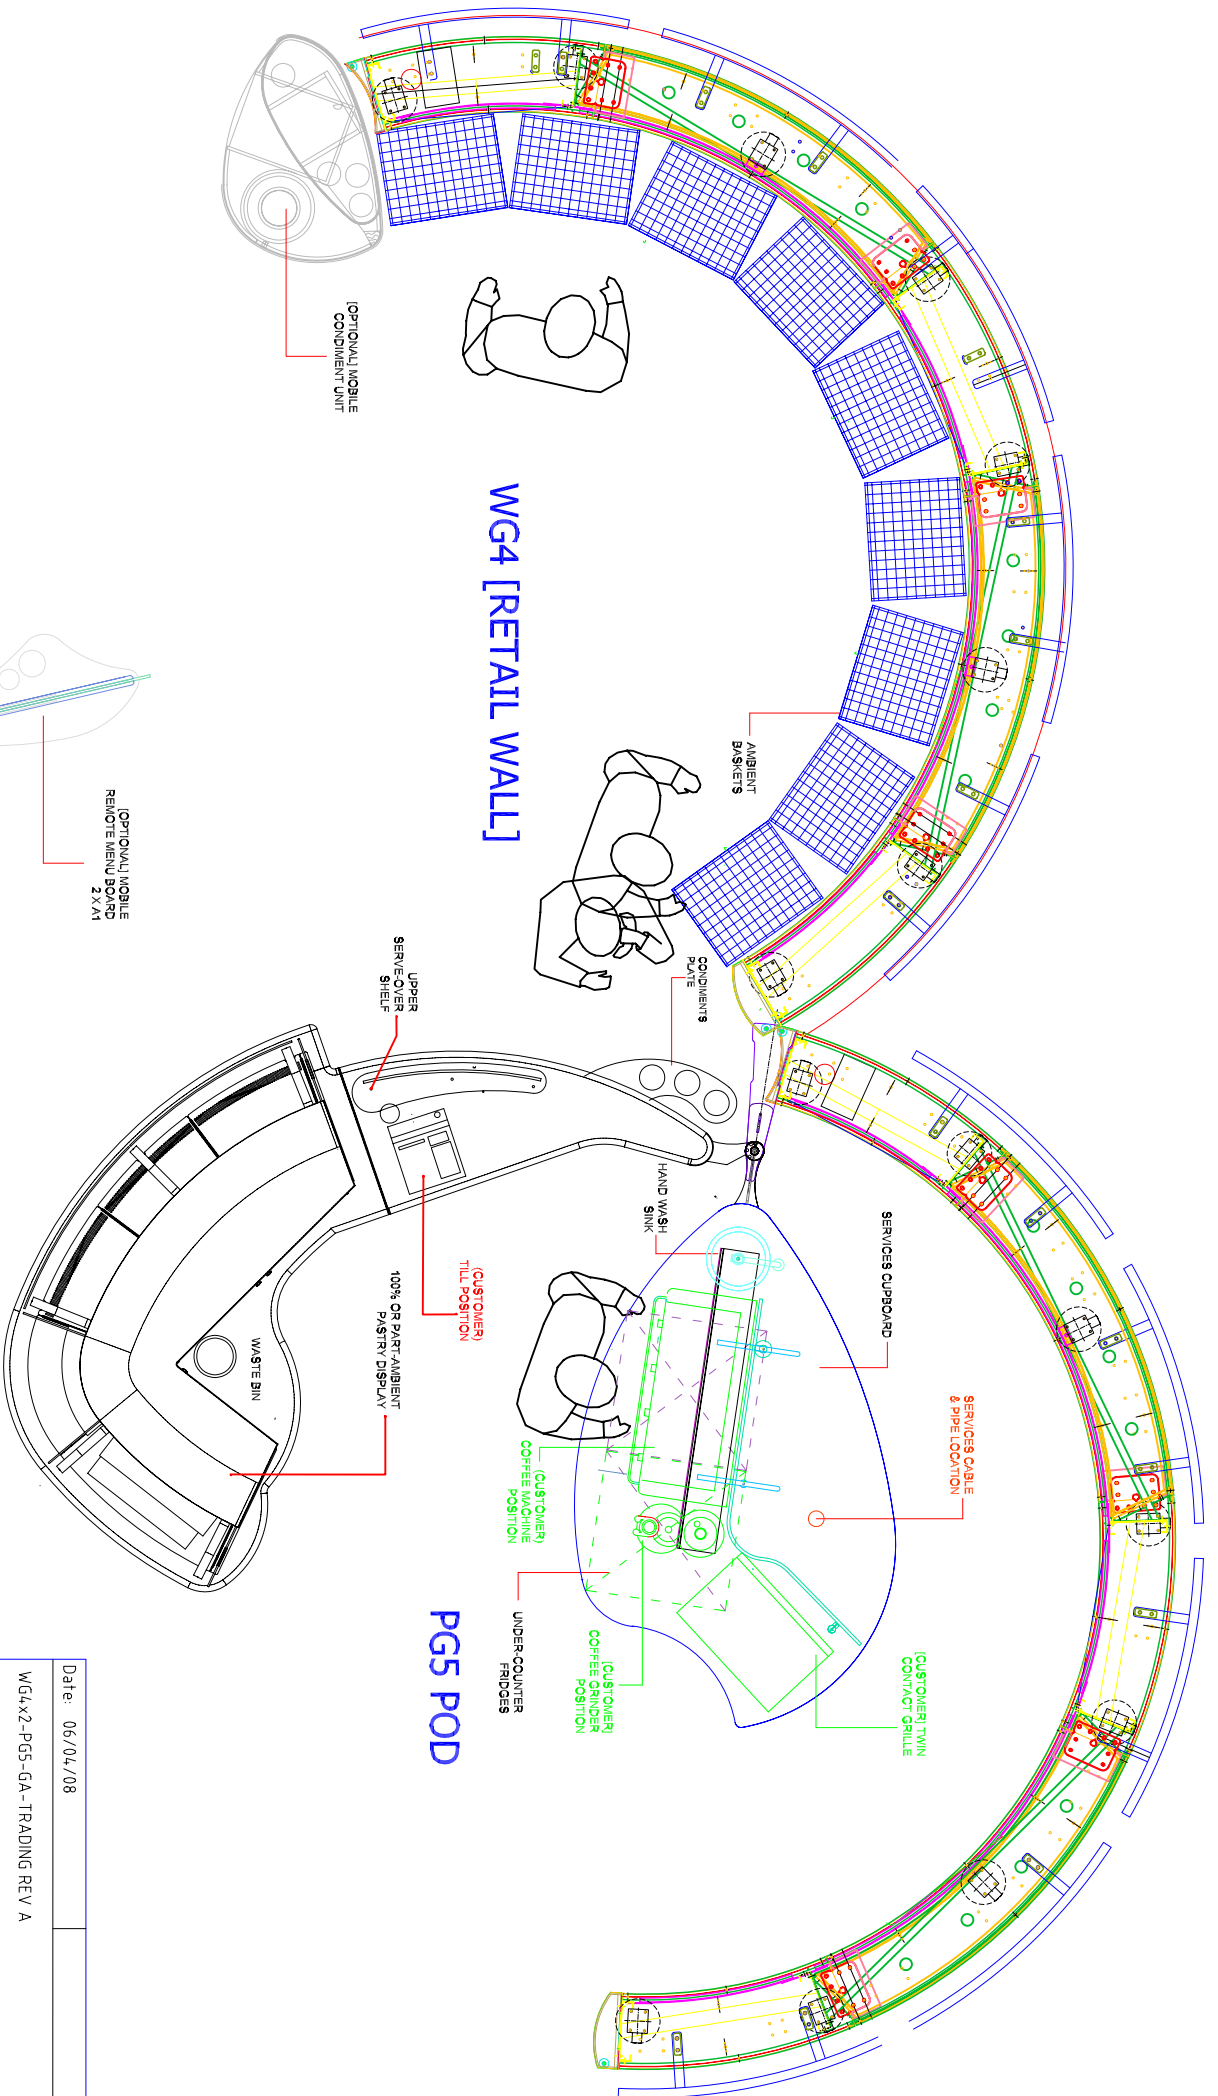 [OPTIONAL] MOBILE
CONDIMENT UNIT
WG4 [RETAIL WALL]
AMBIENT
BASKETS
[OPTIONAL] MOBILE
REMOTE MENU BOARD
2 X A1
CONDIMENTS
PLATE
UPPER
SERVE-OVER
SHELF
HAND WASH
SINK
SERVICES CUPBOARD
(CUSTOMER)
TILL POSITION
100% OR PART-AMBIENT
PASTRY DISPLAY
WASTE BIN
SERVICES CABLE
& PIPE LOCATION
(CUSTOMER)
COFFEE MACHINE
POSITION
UNDER-COUNTER
FRIDGES
[CUSTOMER]
COFFEE GRINDER
POSITION
[CUSTOMER] TWIN
CONTACT GRILLE
PG5 POD
Date: 06/04/08
WG4x2-PG5-GA-TRADING REV A